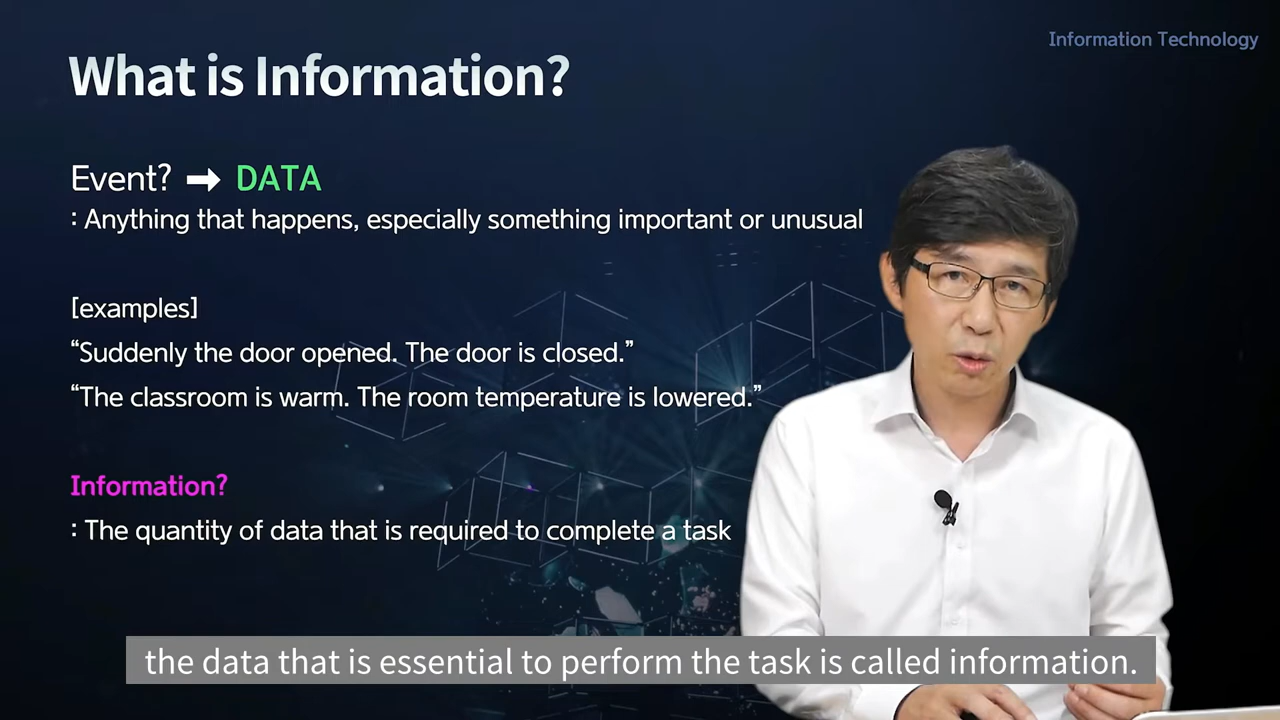 Information Technology
What is Information?
Event? ➡ DATA
: Anything that happens, especially something important or unusual
[examples]
“Suddenly the door opened. The door is closed.”
“The classroom is warm. The room temperature is lowered.”
Information?
: The quantity of data that is required to complete a task
the data that is essential to perform the task is called information.